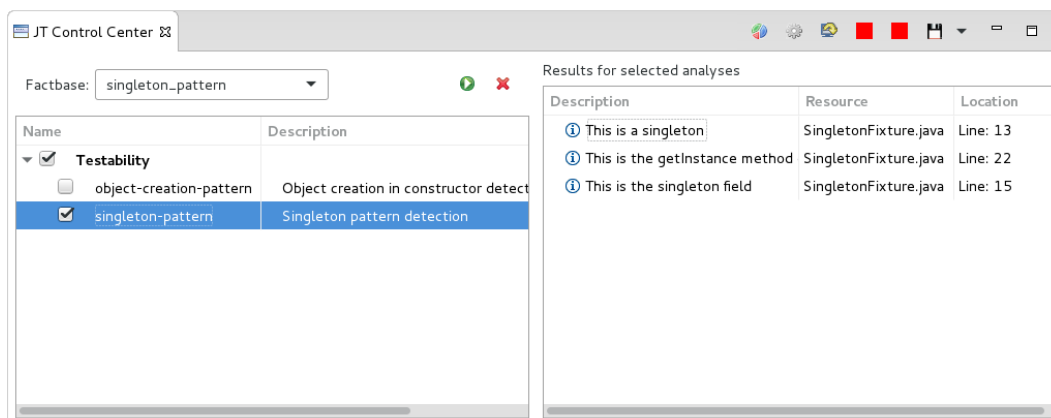 JT Control Center
Factbase: singleton_pattern
Name Description
Testability
object-creation-pattern Object creation in constructor detect
singleton-pattern Singleton pattern detection
Results for selected analyses
Description Resource Location
This is a singleton SingletonFixture.java Line: 13
This is the getInstance method SingletonFixture.java Line: 22
This is the singleton field SingletonFixture.java Line: 15